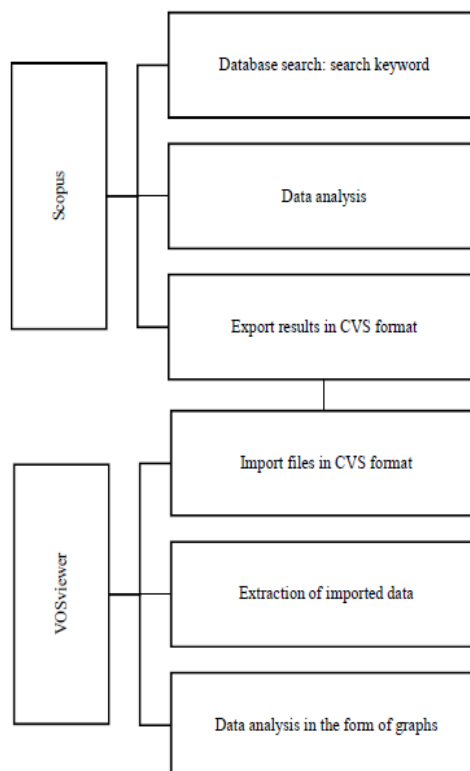 Scopus
Database search: search keyword
Data analysis
Export results in CVS format
VOSviewer
Import files in CVS format
Extraction of imported data
Data analysis in the form of graphs